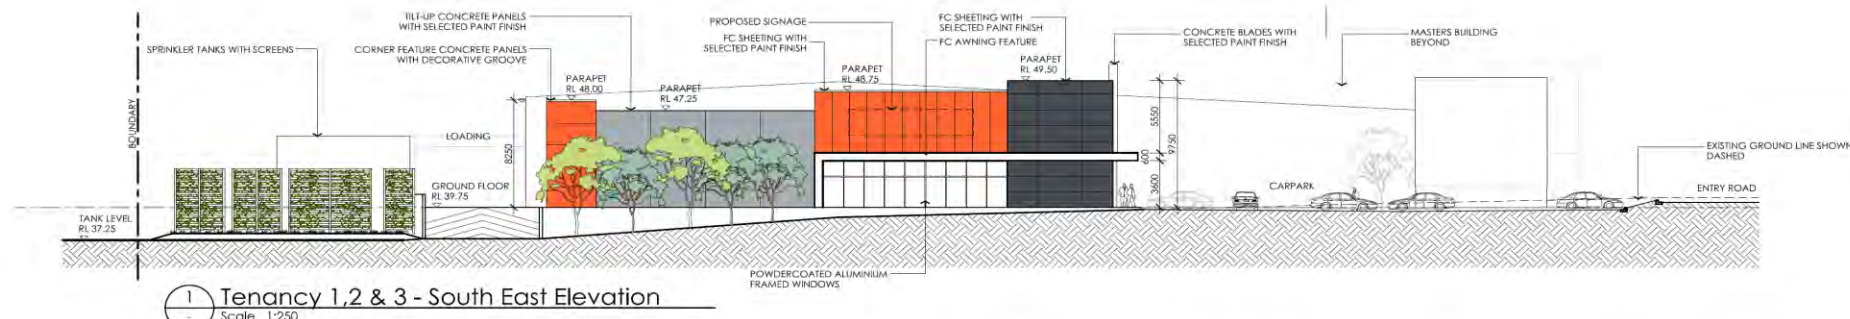 TILT-UP CONCRETE PANELS
WITH SELECTED PAINT FINISH
SPRINKLER TANKS WITH SCREENS
CORNER FEATURE CONCRETE PANELS
WITH DECORATIVE GROOVE
PROPOSED SIGNAGE
FC SHEETING WITH
SELECTED PAINT FINISH
FC SHEETING WITH
SELECTED PAINT FINISH
FC AWNING FEATURE
CONCRETE BLADES WITH
SELECTED PAINT FINISH
MASTERS BUILDING
BEYOND
PARAPET
RL 48.00
PARAPET
RL 47.25
PARAPET
RL 48.75
PARAPET
RL 49.50
BOUNDARY
LOADING
8250
5550
600
9750
3600
EXISTING GROUND LINE SHOWN
DASHED
GROUND FLOOR
RL 39.75
CARPARK
ENTRY ROAD
TANK LEVEL
RL 37.25
POWDERCOATED ALUMINIUM
FRAMED WINDOWS
1
-
Tenancy 1,2 & 3 - South East Elevation
Scale 1:250